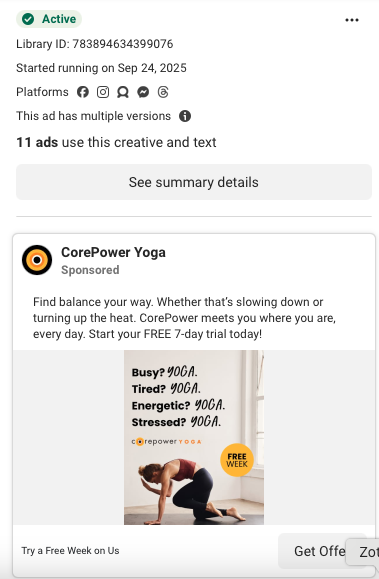 Active
Library ID: 783894634399076
Started running on Sep 24, 2025
Platforms
This ad has multiple versions
11 ads use this creative and text
See summary details
CorePower Yoga
Sponsored
Find balance your way. Whether that's slowing down or
turning up the heat. CorePower meets you where you are,
every day. Start your FREE 7-day trial today!
Busy? YOGA.
Tired? YOGA.
Energetic? YOGA.
Stressed? YOGA.
corepower YOGA
FREE
WEEK
Try a Free Week on Us
Get Offe
Zot